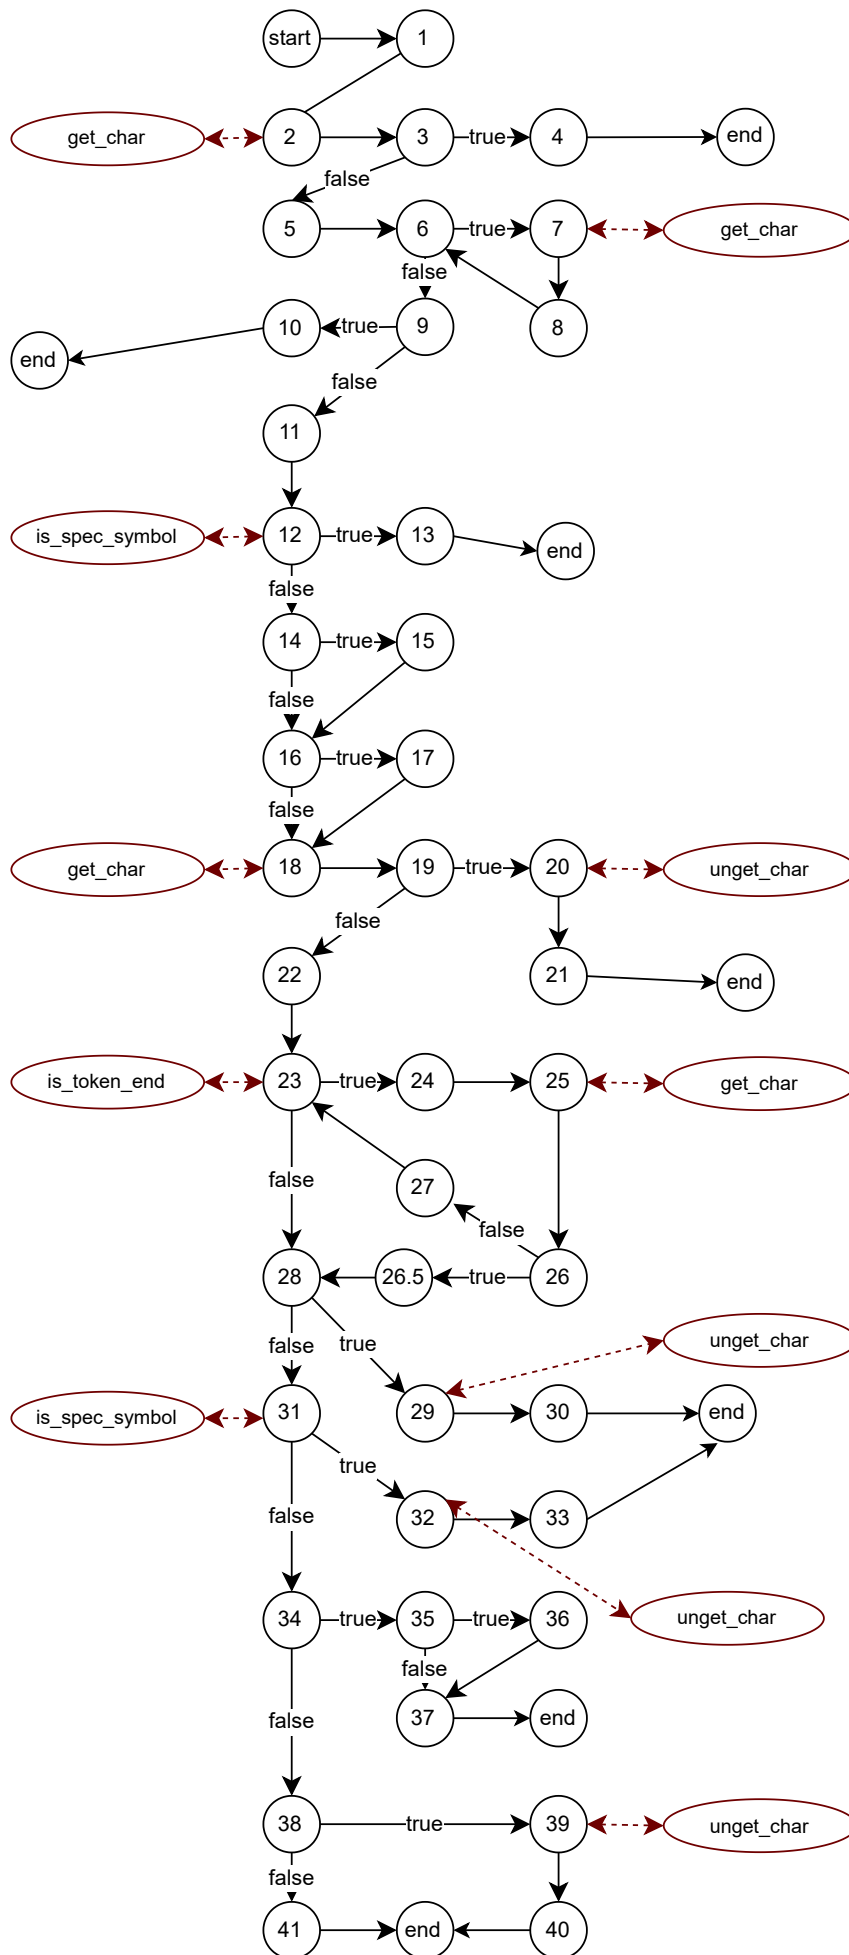 start 1
get_char 2 3 true 4 end
false
5 6 true 7 get_char
false
10 true 9 8
end
false
11
is_spec_symbol 12 true 13 end
false
14 true 15
false
16 true 17
false
get_char 18 19 true 20 unget_char
false
22 21 end
is_token_end 23 true 24 25 get_char
false 27
false
28 26.5 true 26
false true unget_char
is_spec_symbol 31 29 30 end
true
false 32 33
34 true 35 true 36 unget_char
false
false 37 end
38 true 39 unget_char
false
41 end 40